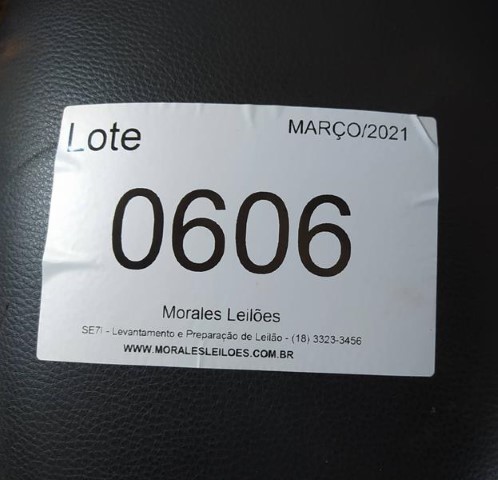 Lote
MARÇO/2021
0606
Morales Leilões
SE7I - Levantamento e Preparação de Leilão - (18) 3323-3456
WWW.MORALESLEILOES.COM.BR